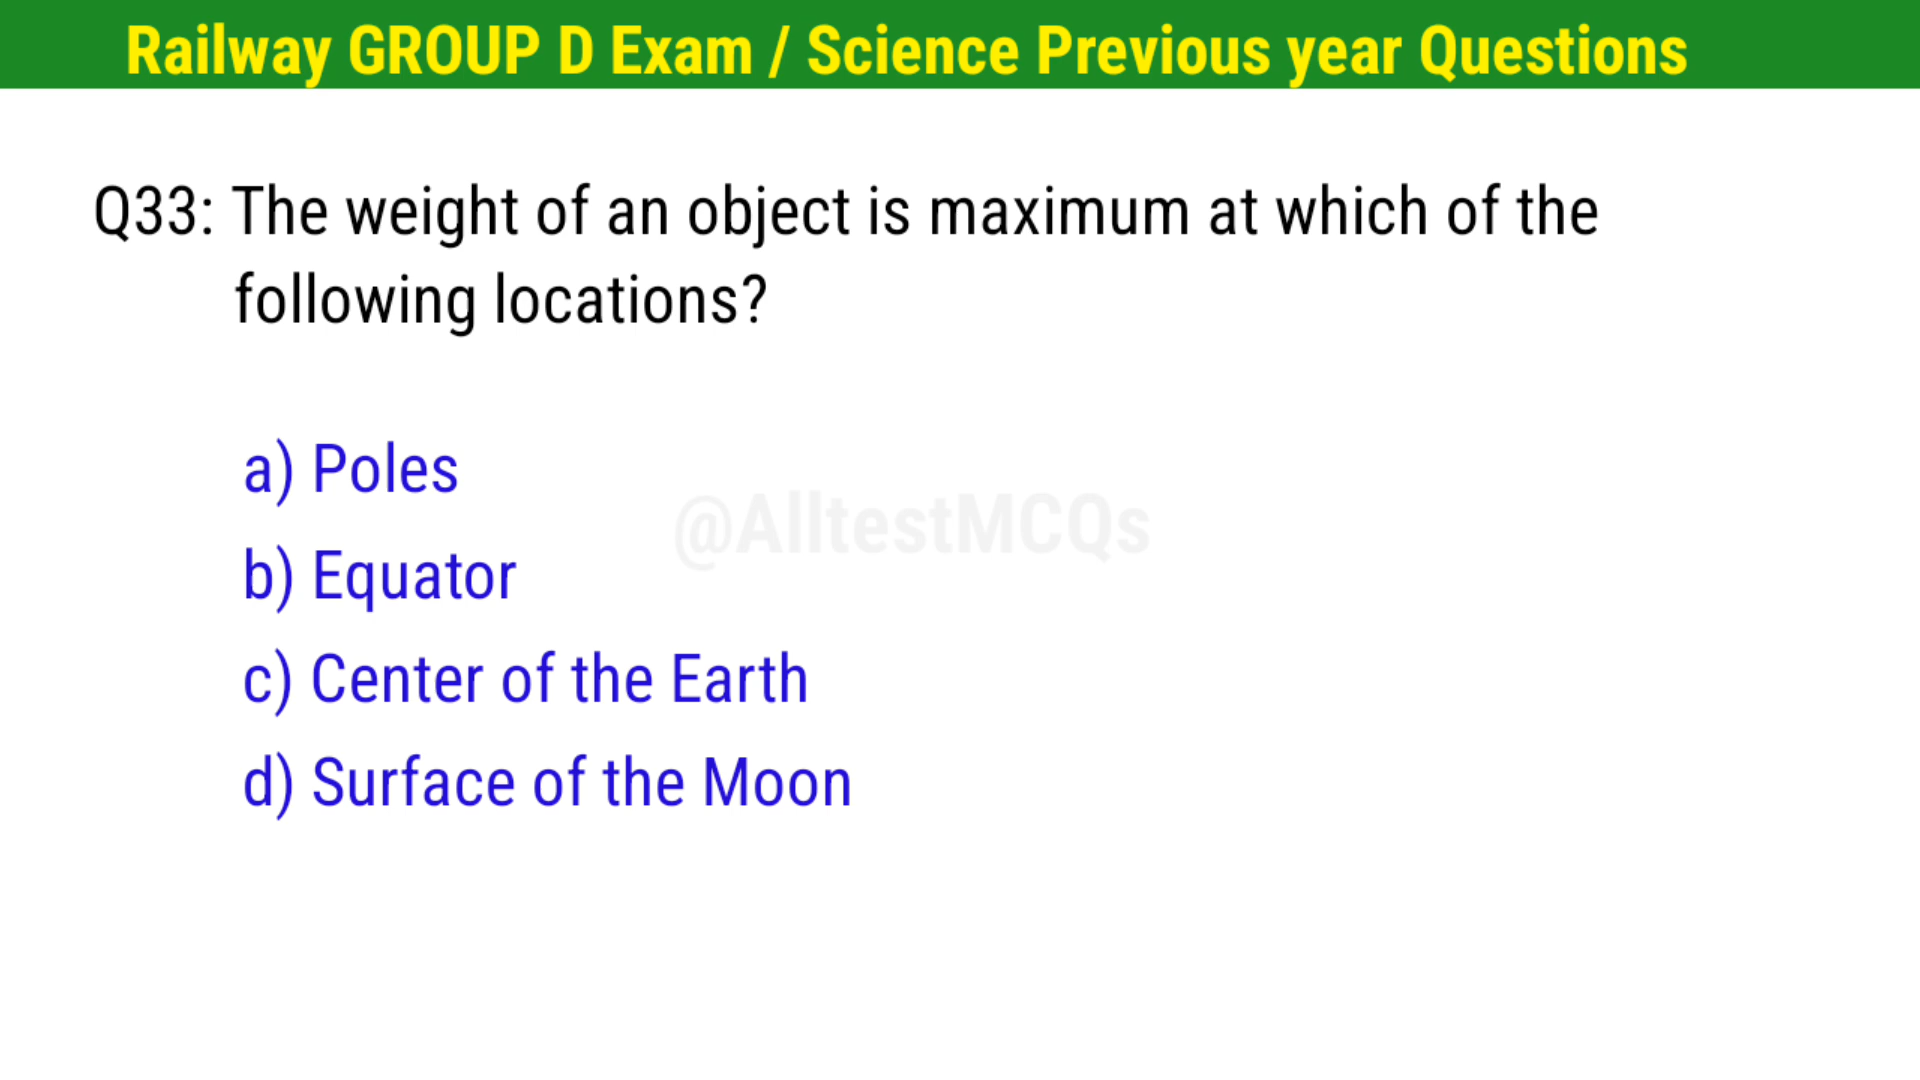 Railway GROUP D Exam / Science Previous year Questions
Q33: The weight of an object is maximum at which of the
following locations?
a) Poles
@AlltestMCQs
b) Equator
c) Center of the Earth
d) Surface of the Moon